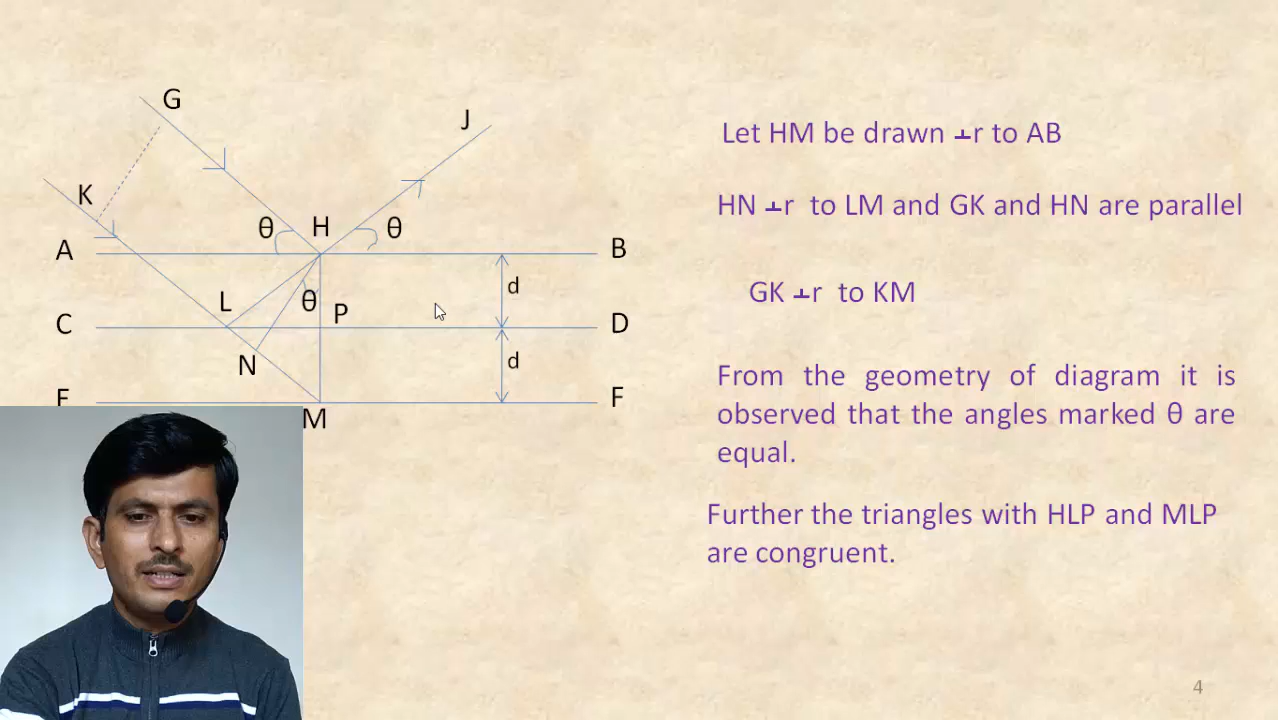 G
J
K
θ
H
θ
A
B
d
L
θ
P
C
D
N
d
F
M
Let HM be drawn ⊥r to AB
HN ⊥r to LM and GK and HN are parallel
GK ⊥r to KM
From the geometry of diagram it is
observed that the angles marked θ are
equal.
Further the triangles with HLP and MLP
are congruent.
4